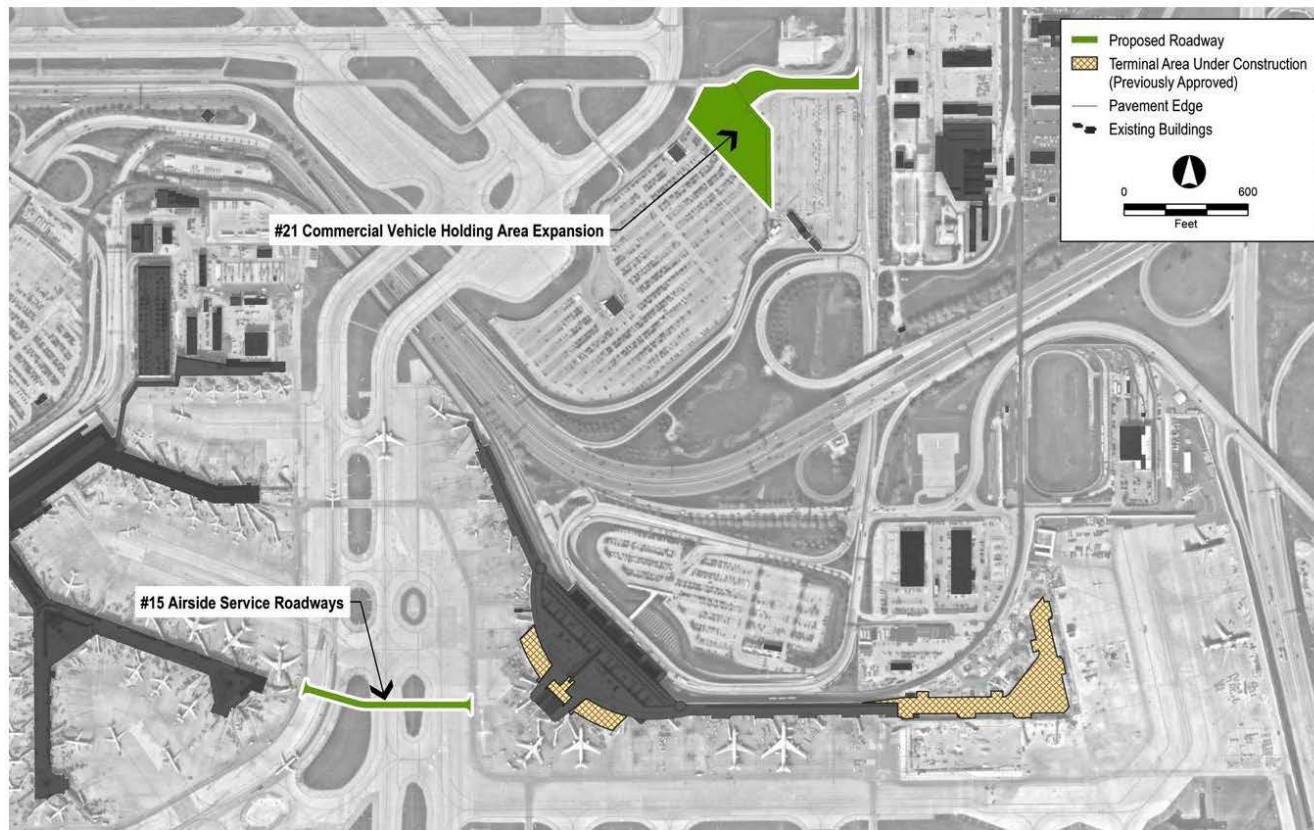 Proposed Roadway
Terminal Area Under Construction
(Previously Approved)
Pavement Edge
Existing Buildings
0 600
Feet
#21 Commercial Vehicle Holding Area Expansion
#15 Airside Service Roadways